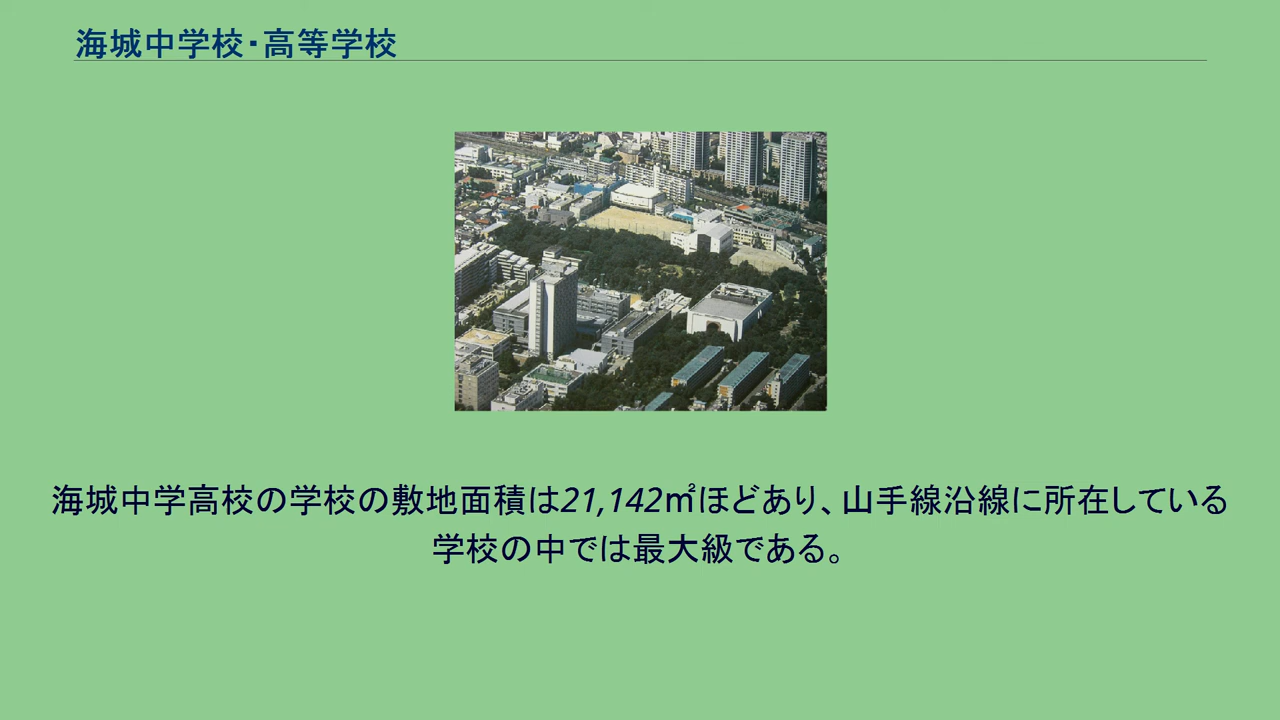 海城中学校・高等学校
海城中学高校の学校の敷地面積は21,142㎡ほどあり、山手線沿線に所在している
学校の中では最大級である。